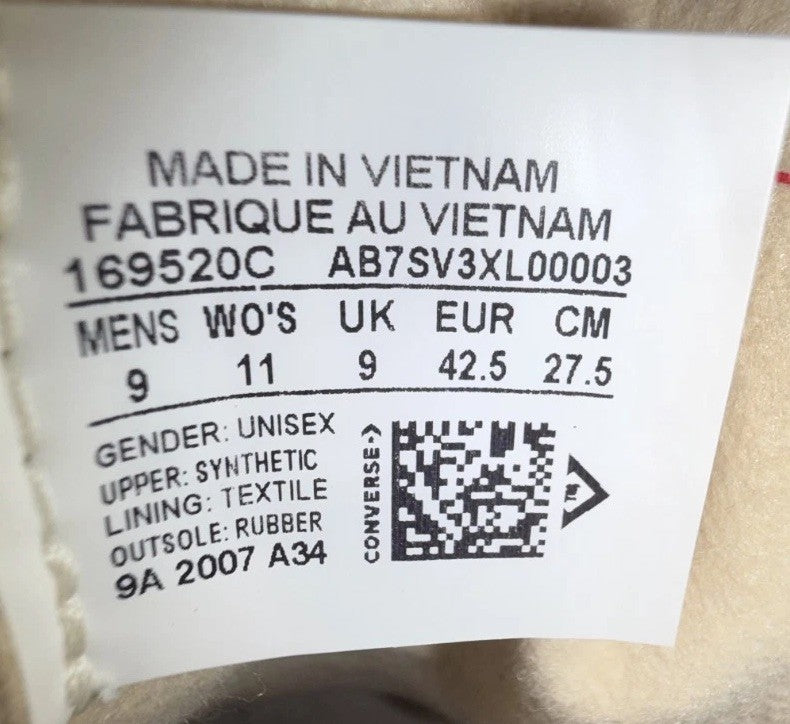 MADE IN VIETNAM
FABRIQUE AU VIETNAM
169520C AB7SV3XL00003
MENS WO'S UK EUR CM
9 11 9 42.5 27.5
GENDER: UNISEX
UPPER: SYNTHETIC
LINING: TEXTILE
OUTSOLE: RUBBER
9A 2007 A34
CONVERSE->
TM